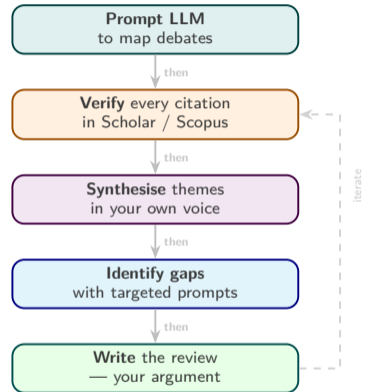 Prompt LLM
to map debates
then
Verify every citation
in Scholar / Scopus
then
iterate
Synthesise themes
in your own voice
then
Identify gaps
with targeted prompts
then
Write the review
— your argument